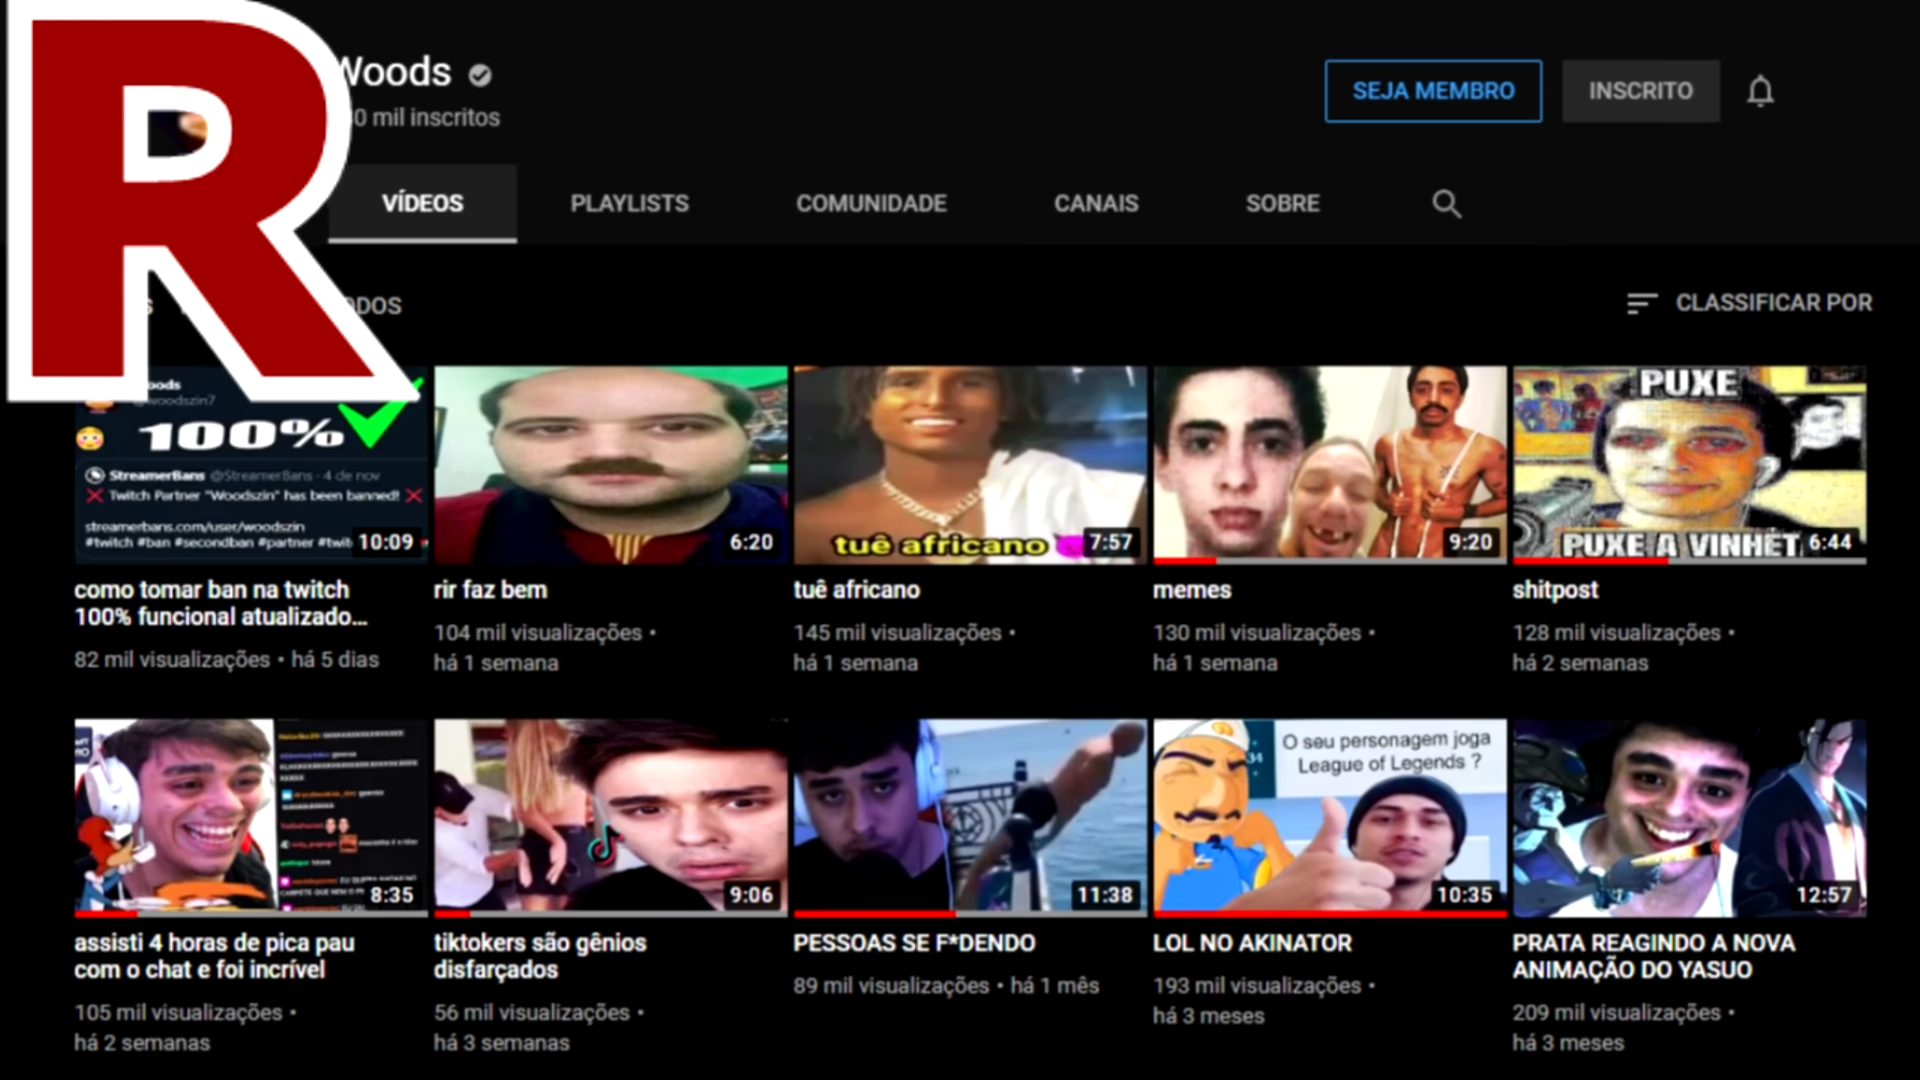 R
Woods
0 mil inscritos
SEJA MEMBRO
INSCRITO
VÍDEOS
PLAYLISTS
COMUNIDADE
CANAIS
SOBRE
CLASSIFICAR POR
100%
StreamerBans @StreamerBans · 4 de nov
Twitch Partner "Woodszin" has been banned!
streamerbans.com/user/woodszin
#twitch #ban #secondban #partner #twit
10:09
6:20
tuê africano
7:57
9:20
PUXE
PUXE A VINHET
6:44
como tomar ban na twitch
100% funcional atualizado...
82 mil visualizações • há 5 dias
rir faz bem
104 mil visualizações •
há 1 semana
tuê africano
145 mil visualizações •
há 1 semana
memes
130 mil visualizações •
há 1 semana
shitpost
128 mil visualizações •
há 2 semanas
8:35
9:06
11:38
O seu personagem joga
League of Legends ?
10:35
12:57
assisti 4 horas de pica pau
com o chat e foi incrível
105 mil visualizações •
há 2 semanas
tiktokers são gênios
disfarçados
56 mil visualizações •
há 3 semanas
PESSOAS SE F*DENDO
89 mil visualizações • há 1 mês
LOL NO AKINATOR
193 mil visualizações •
há 3 meses
PRATA REAGINDO A NOVA
ANIMAÇÃO DO YASUO
209 mil visualizações •
há 3 meses